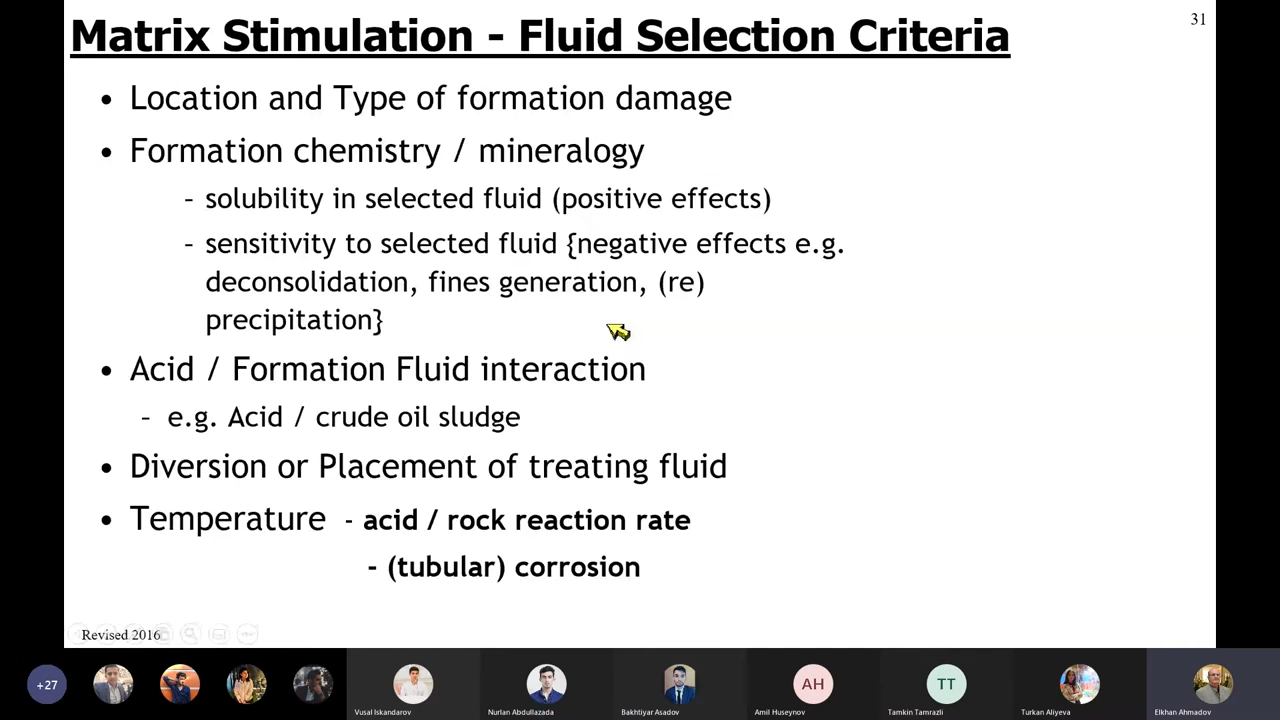 31
Matrix Stimulation - Fluid Selection Criteria
• Location and Type of formation damage
• Formation chemistry / mineralogy
- solubility in selected fluid (positive effects)
- sensitivity to selected fluid {negative effects e.g.
deconsolidation, fines generation, (re)
precipitation}
• Acid / Formation Fluid interaction
- e.g. Acid / crude oil sludge
• Diversion or Placement of treating fluid
• Temperature - acid / rock reaction rate
- (tubular) corrosion
Revised 2016
+27
AH
TT
Vusal Iskandarov
Nurlan Abdullazada
Bakhtiyar Asadov
Amil Huseynov
Tamkin Tamrazli
Turkan Aliyeva
Elkhan Ahmadov